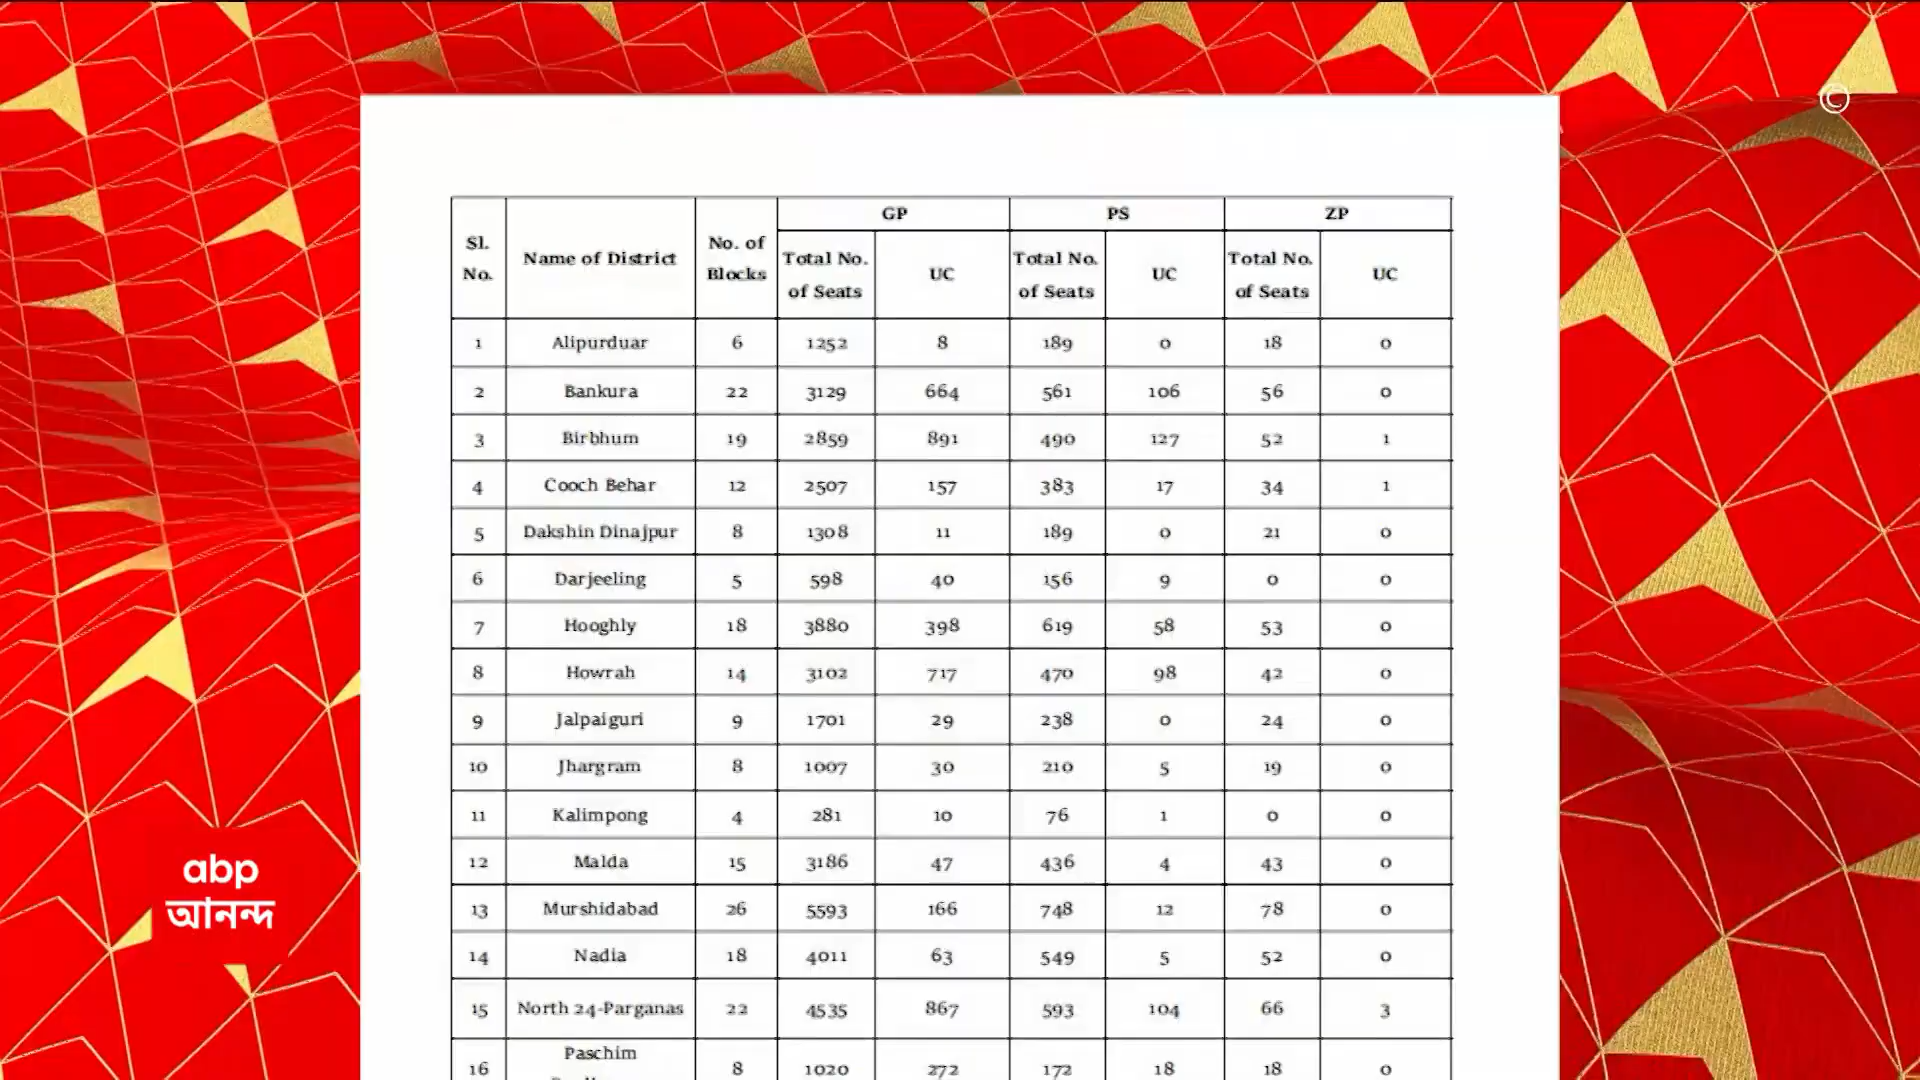 ©
GP PS ZP
Sl. No. Name of District No. of Blocks Total No. of Seats UC Total No. of Seats UC Total No. of Seats UC
1 Alipurduar 6 1252 8 189 0 18 0
2 Bankura 22 3129 664 561 106 56 0
3 Birbhum 19 2859 891 490 127 52 1
4 Cooch Behar 12 2507 157 383 17 34 1
5 Dakshin Dinajpur 8 1308 11 189 0 21 0
6 Darjeeling 5 598 40 156 9 0 0
7 Hooghly 18 3880 398 619 58 53 0
8 Howrah 14 3102 717 470 98 42 0
9 Jalpaiguri 9 1701 29 238 0 24 0
10 Jhargram 8 1007 30 210 5 19 0
11 Kalimpong 4 281 10 76 1 0 0
12 Malda 15 3186 47 436 4 43 0
13 Murshidabad 26 5593 166 748 12 78 0
14 Nadia 18 4011 63 549 5 52 0
15 North 24-Parganas 22 4535 867 593 104 66 3
16 Paschim 8 1020 272 172 18 18 0
abp
আনন্দ